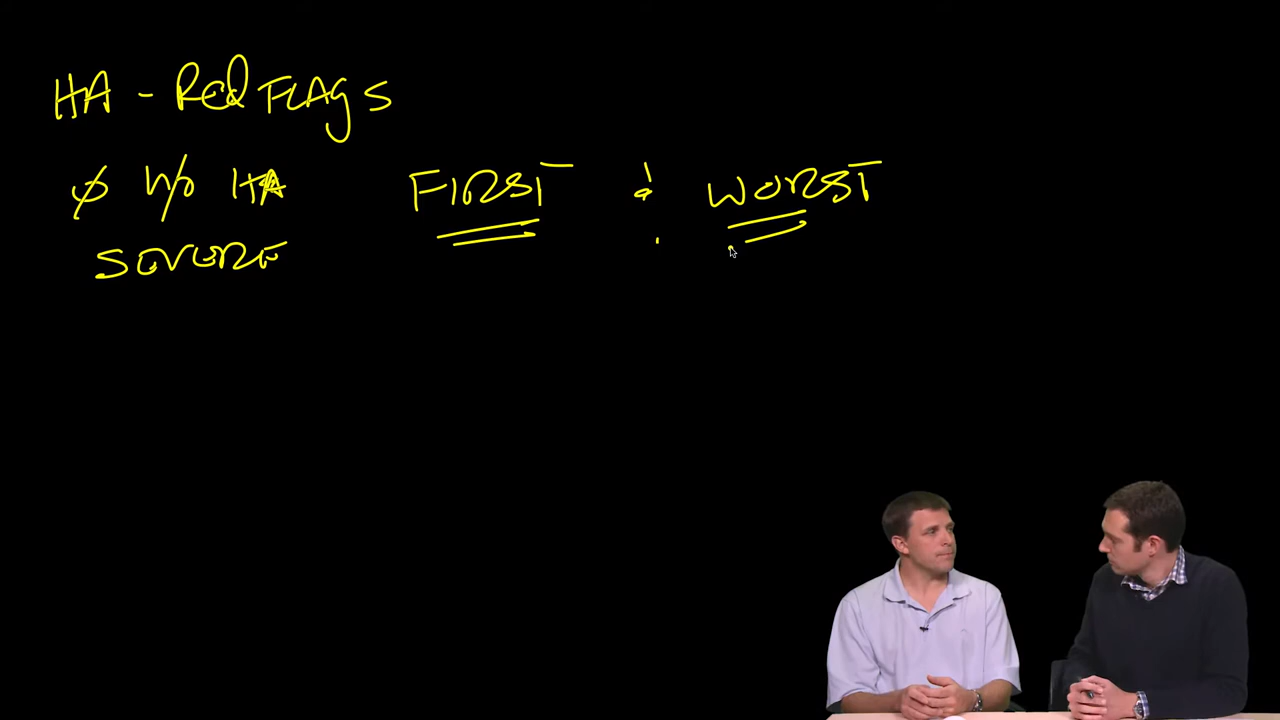 HA - Red FLAgS
∅ h/o HA FIRST & WORST
SEVERE